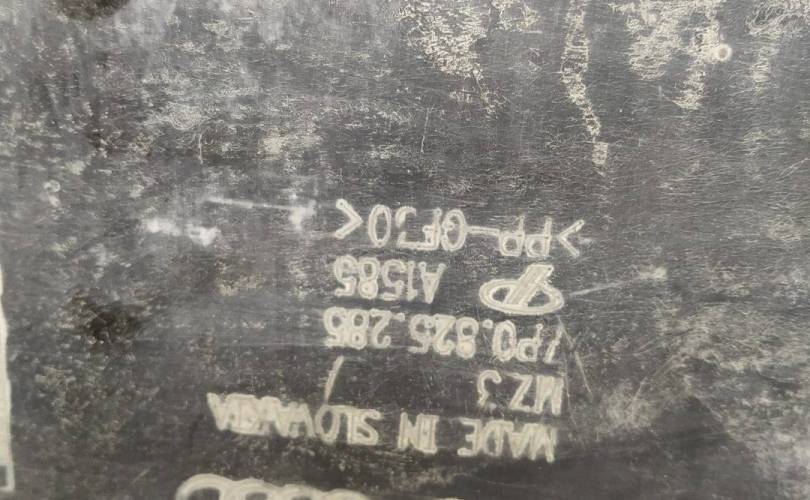 MADE IN SLOVAKIA
MZ 3
7P0.825.285
A1585
>PP-GF30<